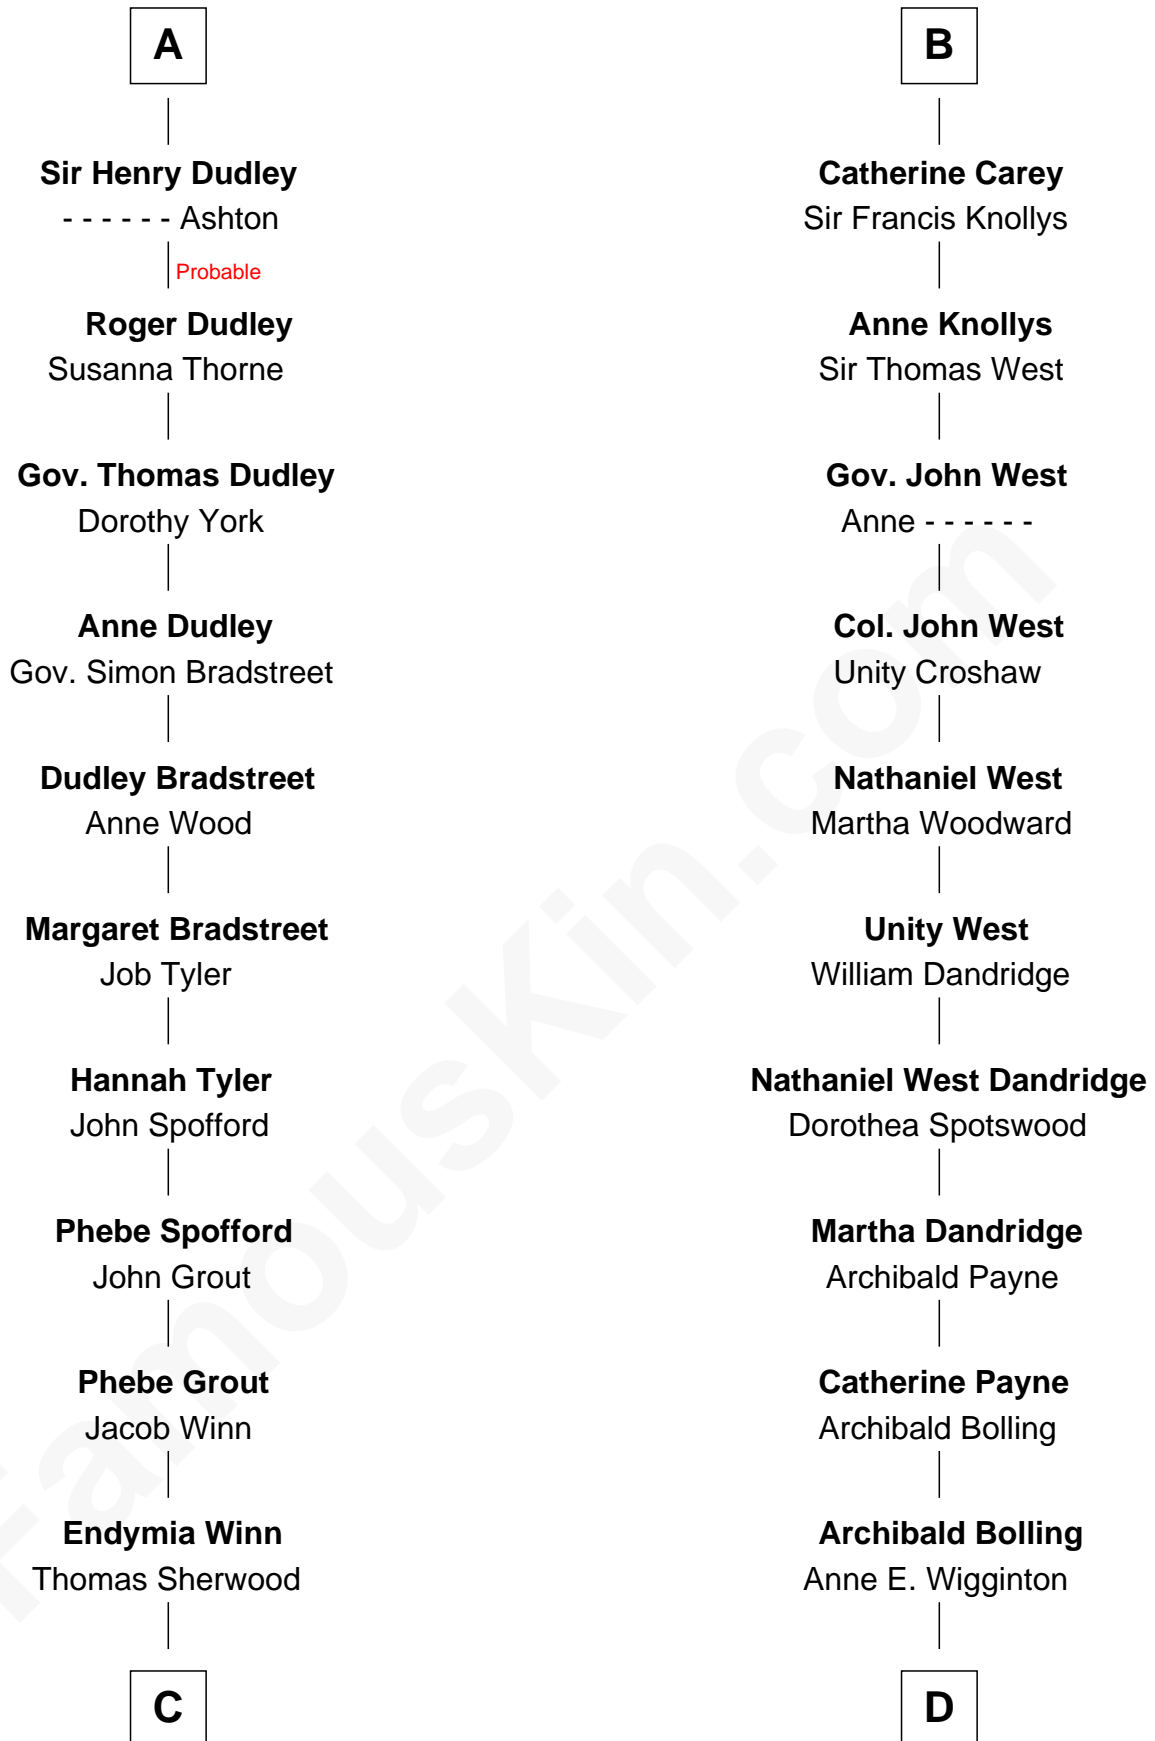 A
Sir Henry Dudley
- - - - - - Ashton
Probable
Roger Dudley
Susanna Thorne
Gov. Thomas Dudley
Dorothy York
Anne Dudley
Gov. Simon Bradstreet
Dudley Bradstreet
Anne Wood
Margaret Bradstreet
Job Tyler
Hannah Tyler
John Spofford
Phebe Spofford
John Grout
Phebe Grout
Jacob Winn
Endymia Winn
Thomas Sherwood
C
B
Catherine Carey
Sir Francis Knollys
Anne Knollys
Sir Thomas West
Gov. John West
Anne - - - - - -
Col. John West
Unity Croshaw
Nathaniel West
Martha Woodward
Unity West
William Dandridge
Nathaniel West Dandridge
Dorothea Spotswood
Martha Dandridge
Archibald Payne
Catherine Payne
Archibald Bolling
Archibald Bolling
Anne E. Wigginton
D
FamousKin.com